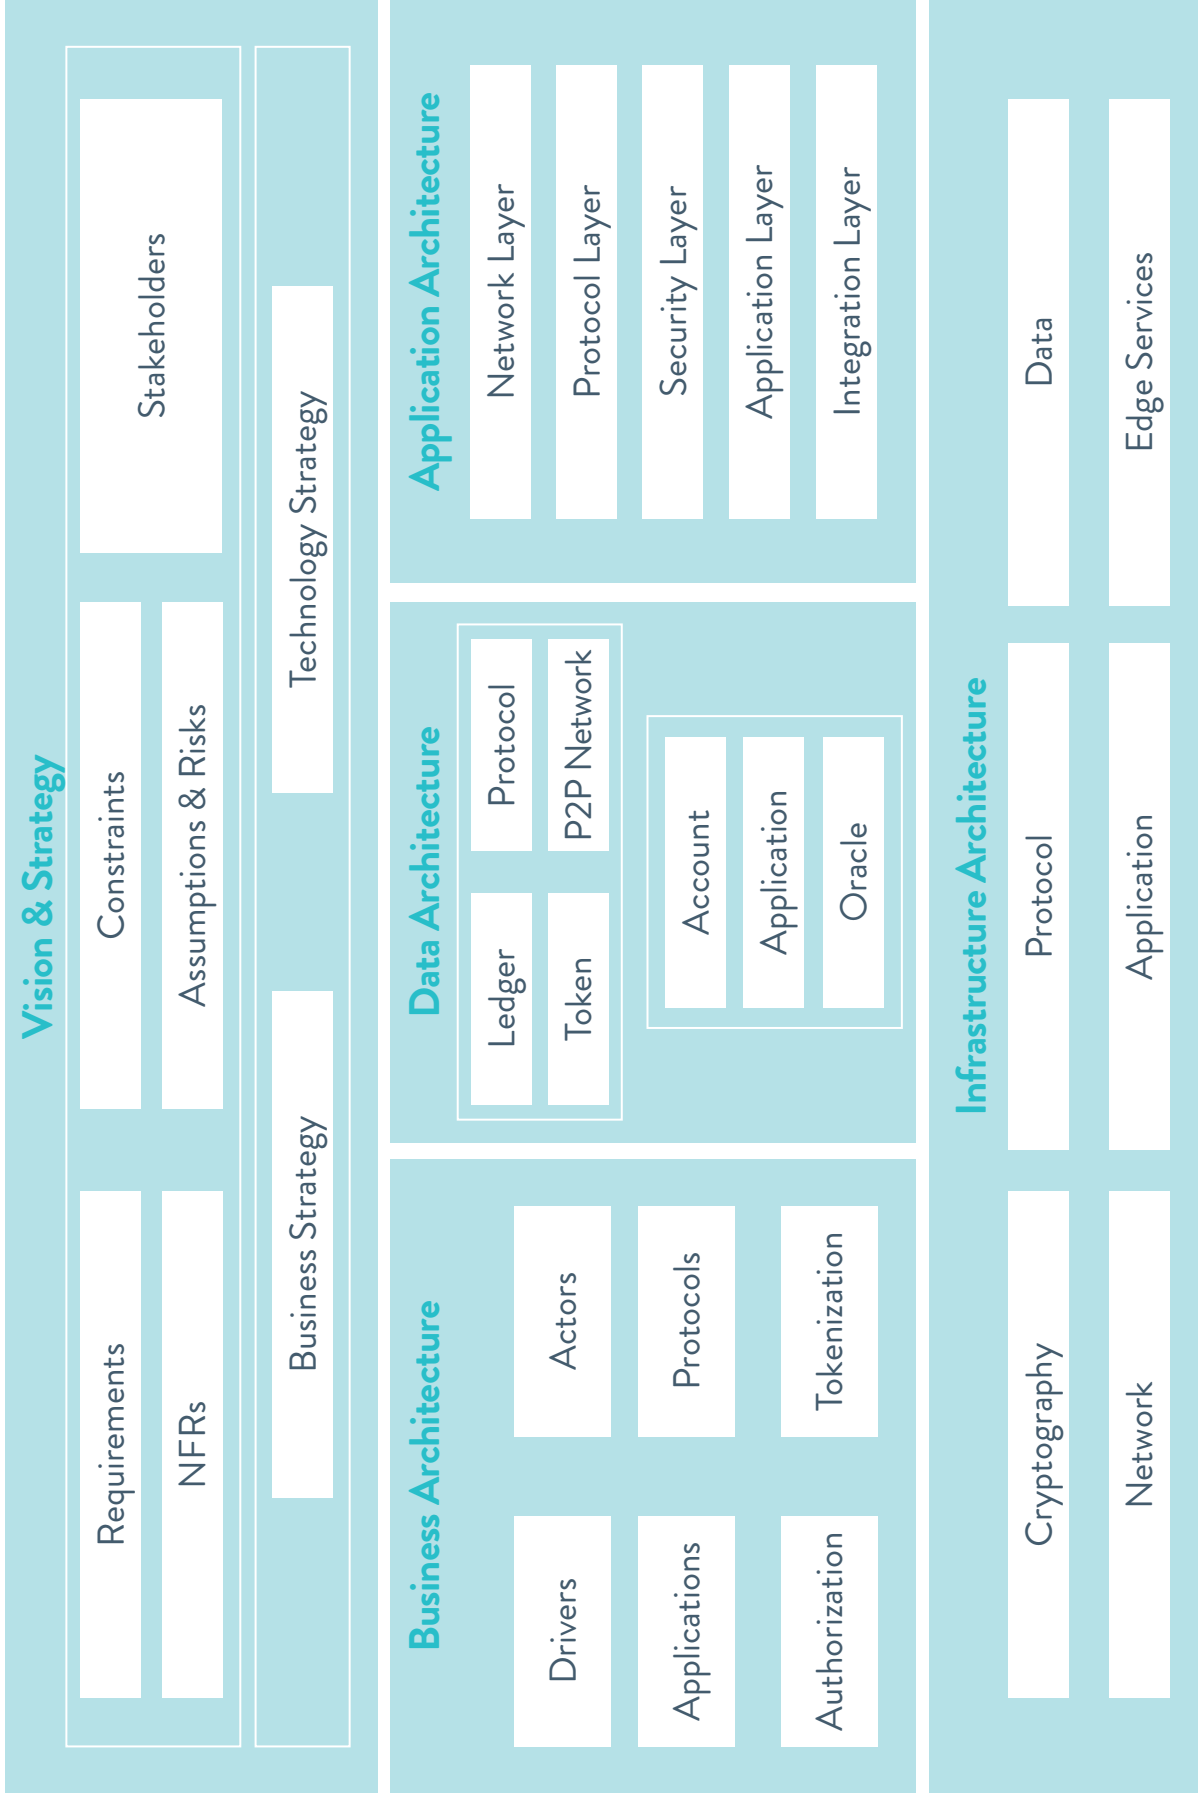 Vision & Strategy
Requirements
Constraints
Stakeholders
NFRs
Assumptions & Risks
Business Strategy
Technology Strategy
Business Architecture
Drivers
Actors
Applications
Protocols
Authorization
Tokenization
Data Architecture
Ledger
Protocol
Token
P2P Network
Account
Application
Oracle
Application Architecture
Network Layer
Protocol Layer
Security Layer
Application Layer
Integration Layer
Infrastructure Architecture
Cryptography
Protocol
Data
Network
Application
Edge Services